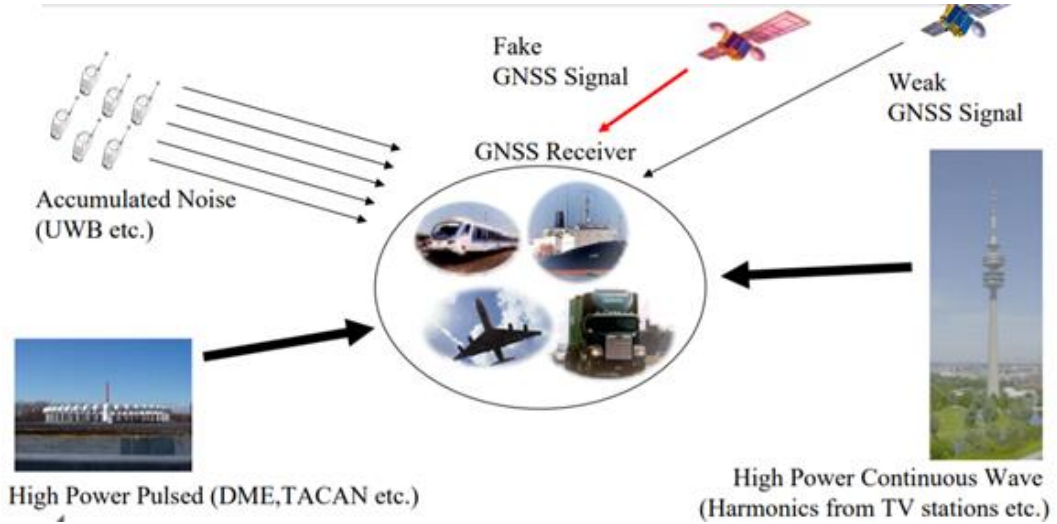 Fake
GNSS Signal
Weak
GNSS Signal
GNSS Receiver
Accumulated Noise
(UWB etc.)
High Power Pulsed (DME,TACAN etc.)
High Power Continuous Wave
(Harmonics from TV stations etc.)